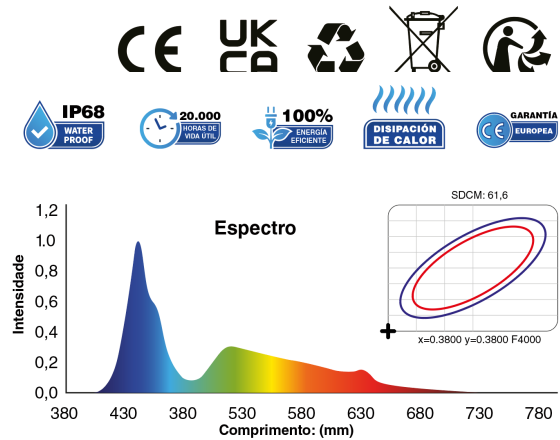 CE
UK
CA
IP68
WATER
PROOF
20.000
HORAS DE
VIDA ÚTIL
100%
ENERGÍA
EFICIENTE
DISIPACIÓN
DE CALOR
CE
GARANTÍA
EUROPEA
SDCM: 61,6
x=0.3800 y=0.3800 F4000
Espectro
Intensidade
1,2
1.0
0,8
0,6
0,4
0,2
0,0
380 430 380 530 580 630 680 730 780
Comprimento: (mm)